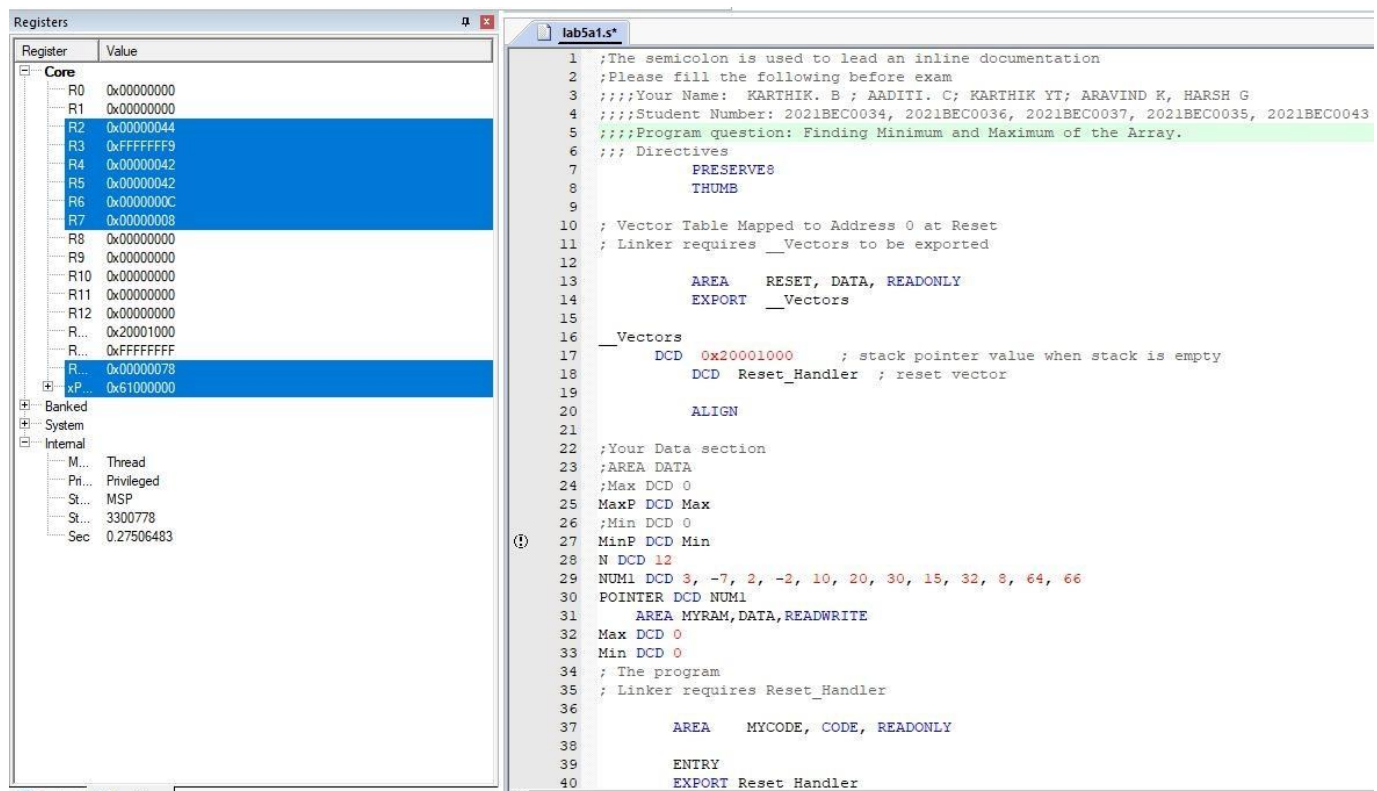 Registers
Register Value
Core
R0 0x00000000
R1 0x00000000
R2 0x00000044
R3 0xFFFFFFF9
R4 0x00000042
R5 0x00000042
R6 0x0000000C
R7 0x00000008
R8 0x00000000
R9 0x00000000
R10 0x00000000
R11 0x00000000
R12 0x00000000
R... 0x20001000
R... 0xFFFFFFFF
R... 0x00000078
xP... 0x61000000
Banked
System
Internal
M... Thread
Pri... Privileged
St... MSP
St... 3300778
Sec 0.27506483
lab5a1.s*
1 ;The semicolon is used to lead an inline documentation
2 ;Please fill the following before exam
3 ;;;;Your Name: KARTHIK. B ; AADITI. C; KARTHIK YT; ARAVIND K, HARSH G
4 ;;;;Student Number: 2021BEC0034, 2021BEC0036, 2021BEC0037, 2021BEC0035, 2021BEC0043
5 ;;;;Program question: Finding Minimum and Maximum of the Array.
6 ;;; Directives
7 PRESERVE8
8 THUMB
9
10 ; Vector Table Mapped to Address 0 at Reset
11 ; Linker requires __Vectors to be exported
12
13 AREA RESET, DATA, READONLY
14 EXPORT __Vectors
15
16 __Vectors
17 DCD 0x20001000 ; stack pointer value when stack is empty
18 DCD Reset_Handler ; reset vector
19
20 ALIGN
21
22 ;Your Data section
23 ;AREA DATA
24 ;Max DCD 0
25 MaxP DCD Max
26 ;Min DCD 0
27 MinP DCD Min
28 N DCD 12
29 NUM1 DCD 3, -7, 2, -2, 10, 20, 30, 15, 32, 8, 64, 66
30 POINTER DCD NUM1
31 AREA MYRAM,DATA,READWRITE
32 Max DCD 0
33 Min DCD 0
34 ; The program
35 ; Linker requires Reset_Handler
36
37 AREA MYCODE, CODE, READONLY
38
39 ENTRY
40 EXPORT Reset_Handler